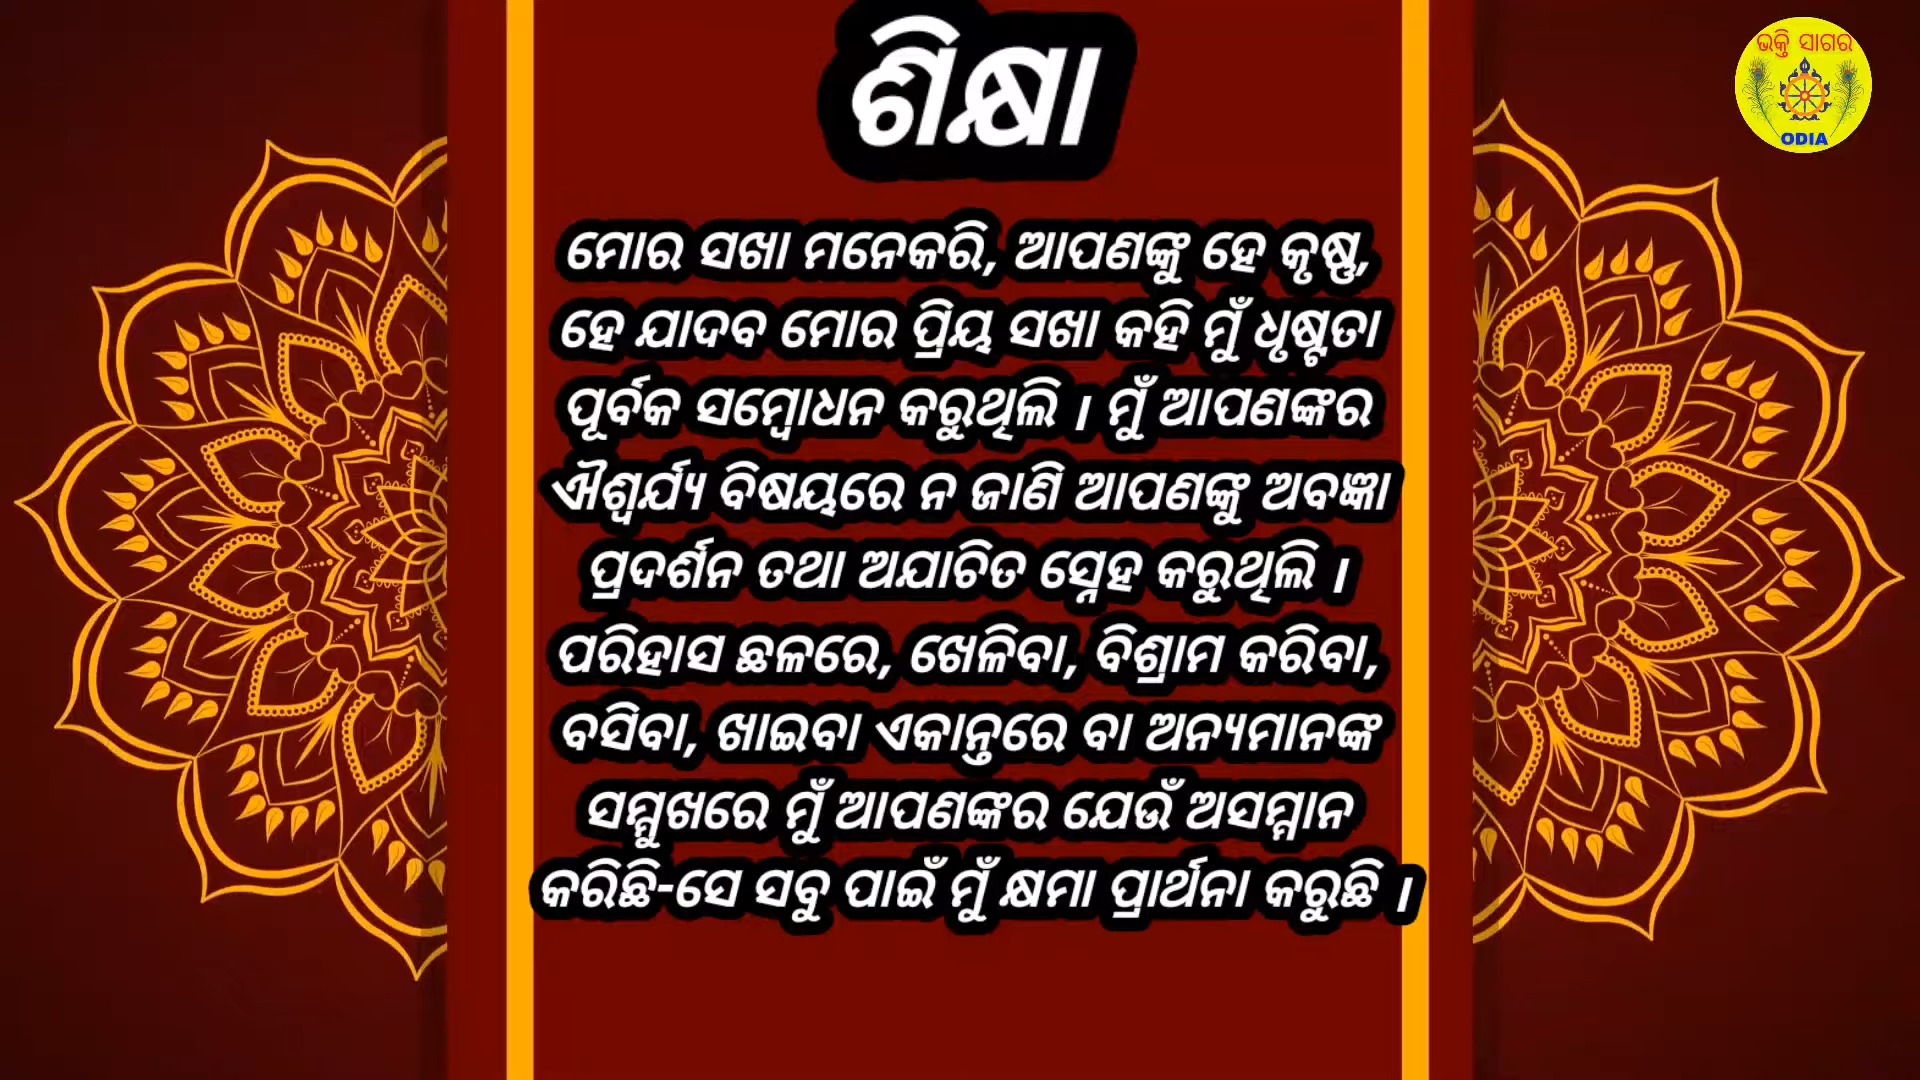 ଶିକ୍ଷା
ଭକ୍ତି ସାଗର
ODIA
ମୋର ସଖା ମନେକରି, ଆପଣଙ୍କୁ ହେ କୃଷ୍ଣ,
ହେ ଯାଦବ ମୋର ପ୍ରିୟ ସଖା କହି ମୁଁ ଧୃଷ୍ଟତା
ପୂର୍ବକ ସମ୍ବୋଧନ କରୁଥିଲି । ମୁଁ ଆପଣଙ୍କର
ଐଶ୍ୱର୍ଯ୍ୟ ବିଷୟରେ ନ ଜାଣି ଆପଣଙ୍କୁ ଅବଜ୍ଞା
ପ୍ରଦର୍ଶନ ତଥା ଅଯାଚିତ ସ୍ନେହ କରୁଥିଲି ।
ପରିହାସ ଛଳରେ, ଖେଳିବା, ବିଶ୍ରାମ କରିବା,
ବସିବା, ଖାଇବା ଏକାନ୍ତରେ ବା ଅନ୍ୟମାନଙ୍କ
ସମ୍ମୁଖରେ ମୁଁ ଆପଣଙ୍କର ଯେଉଁ ଅସମ୍ମାନ
କରିଛି-ସେ ସବୁ ପାଇଁ ମୁଁ କ୍ଷମା ପ୍ରାର୍ଥନା କରୁଛି ।